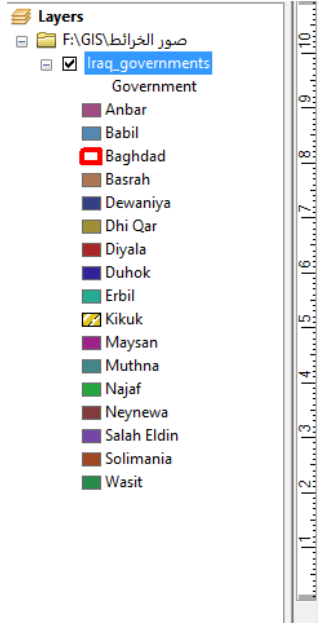 Layers
F:\GIS\صور الخرائط
Iraq_governments
Government
Anbar
Babil
Baghdad
Basrah
Dewaniya
Dhi Qar
Diyala
Duhok
Erbil
Kikuk
Maysan
Muthna
Najaf
Neynewa
Salah Eldin
Solimania
Wasit
10
9
8
7
6
5
4
3
2
1